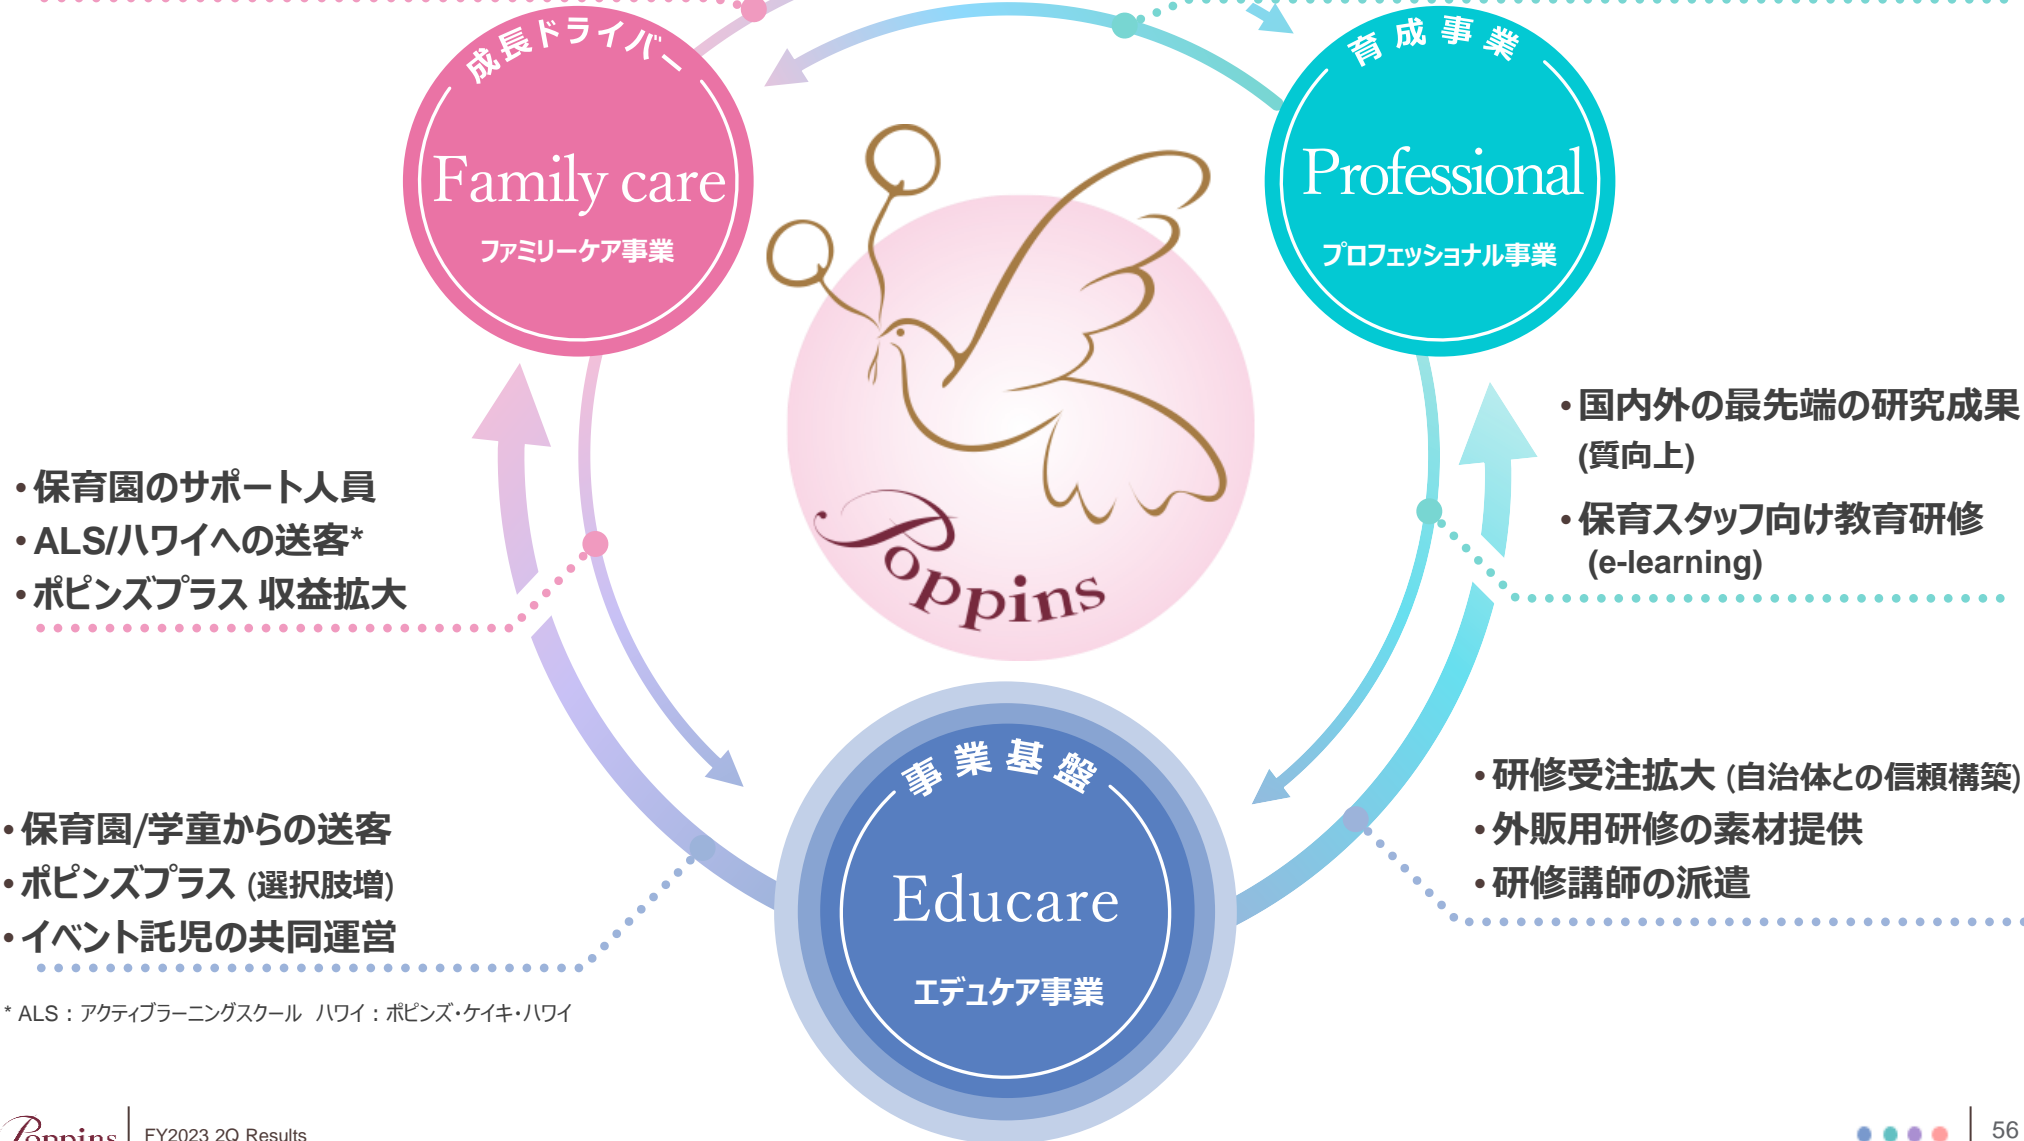 成長ドライバー
Family care
ファミリーケア事業
育成事業
Professional
プロフェッショナル事業
Poppins
・国内外の最先端の研究成果
(質向上)
・保育スタッフ向け教育研修
(e-learning)
・保育園のサポート人員
・ALS/ハワイへの送客*
・ポピンズプラス 収益拡大
事業基盤
Educare
エデュケア事業
・研修受注拡大 (自治体との信頼構築)
・外販用研修の素材提供
・研修講師の派遣
・保育園/学童からの送客
・ポピンズプラス (選択肢増)
・イベント託児の共同運営
* ALS：アクティブラーニングスクール ハワイ：ポピンズ・ケイキ・ハワイ
Poppins
FY2023 2Q Results
56